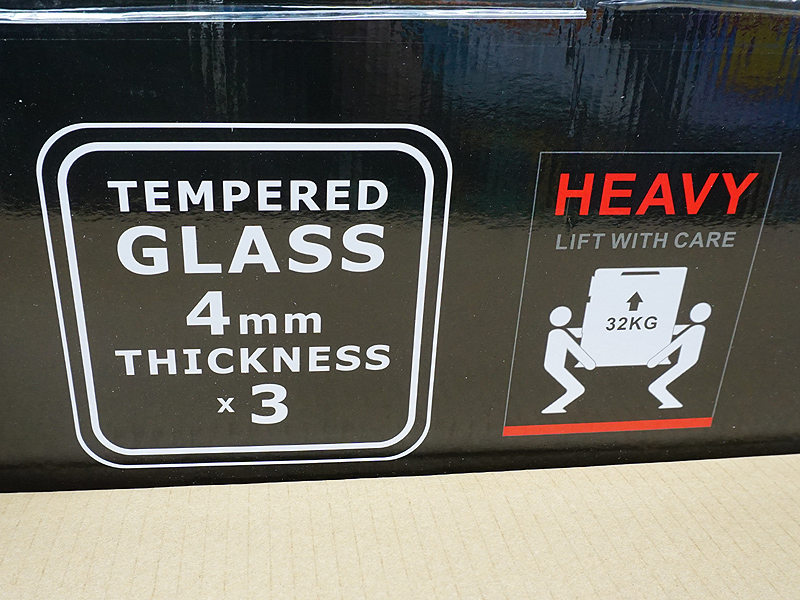 TEMPERED
GLASS
4mm
THICKNESS
x 3
HEAVY
LIFT WITH CARE
32KG